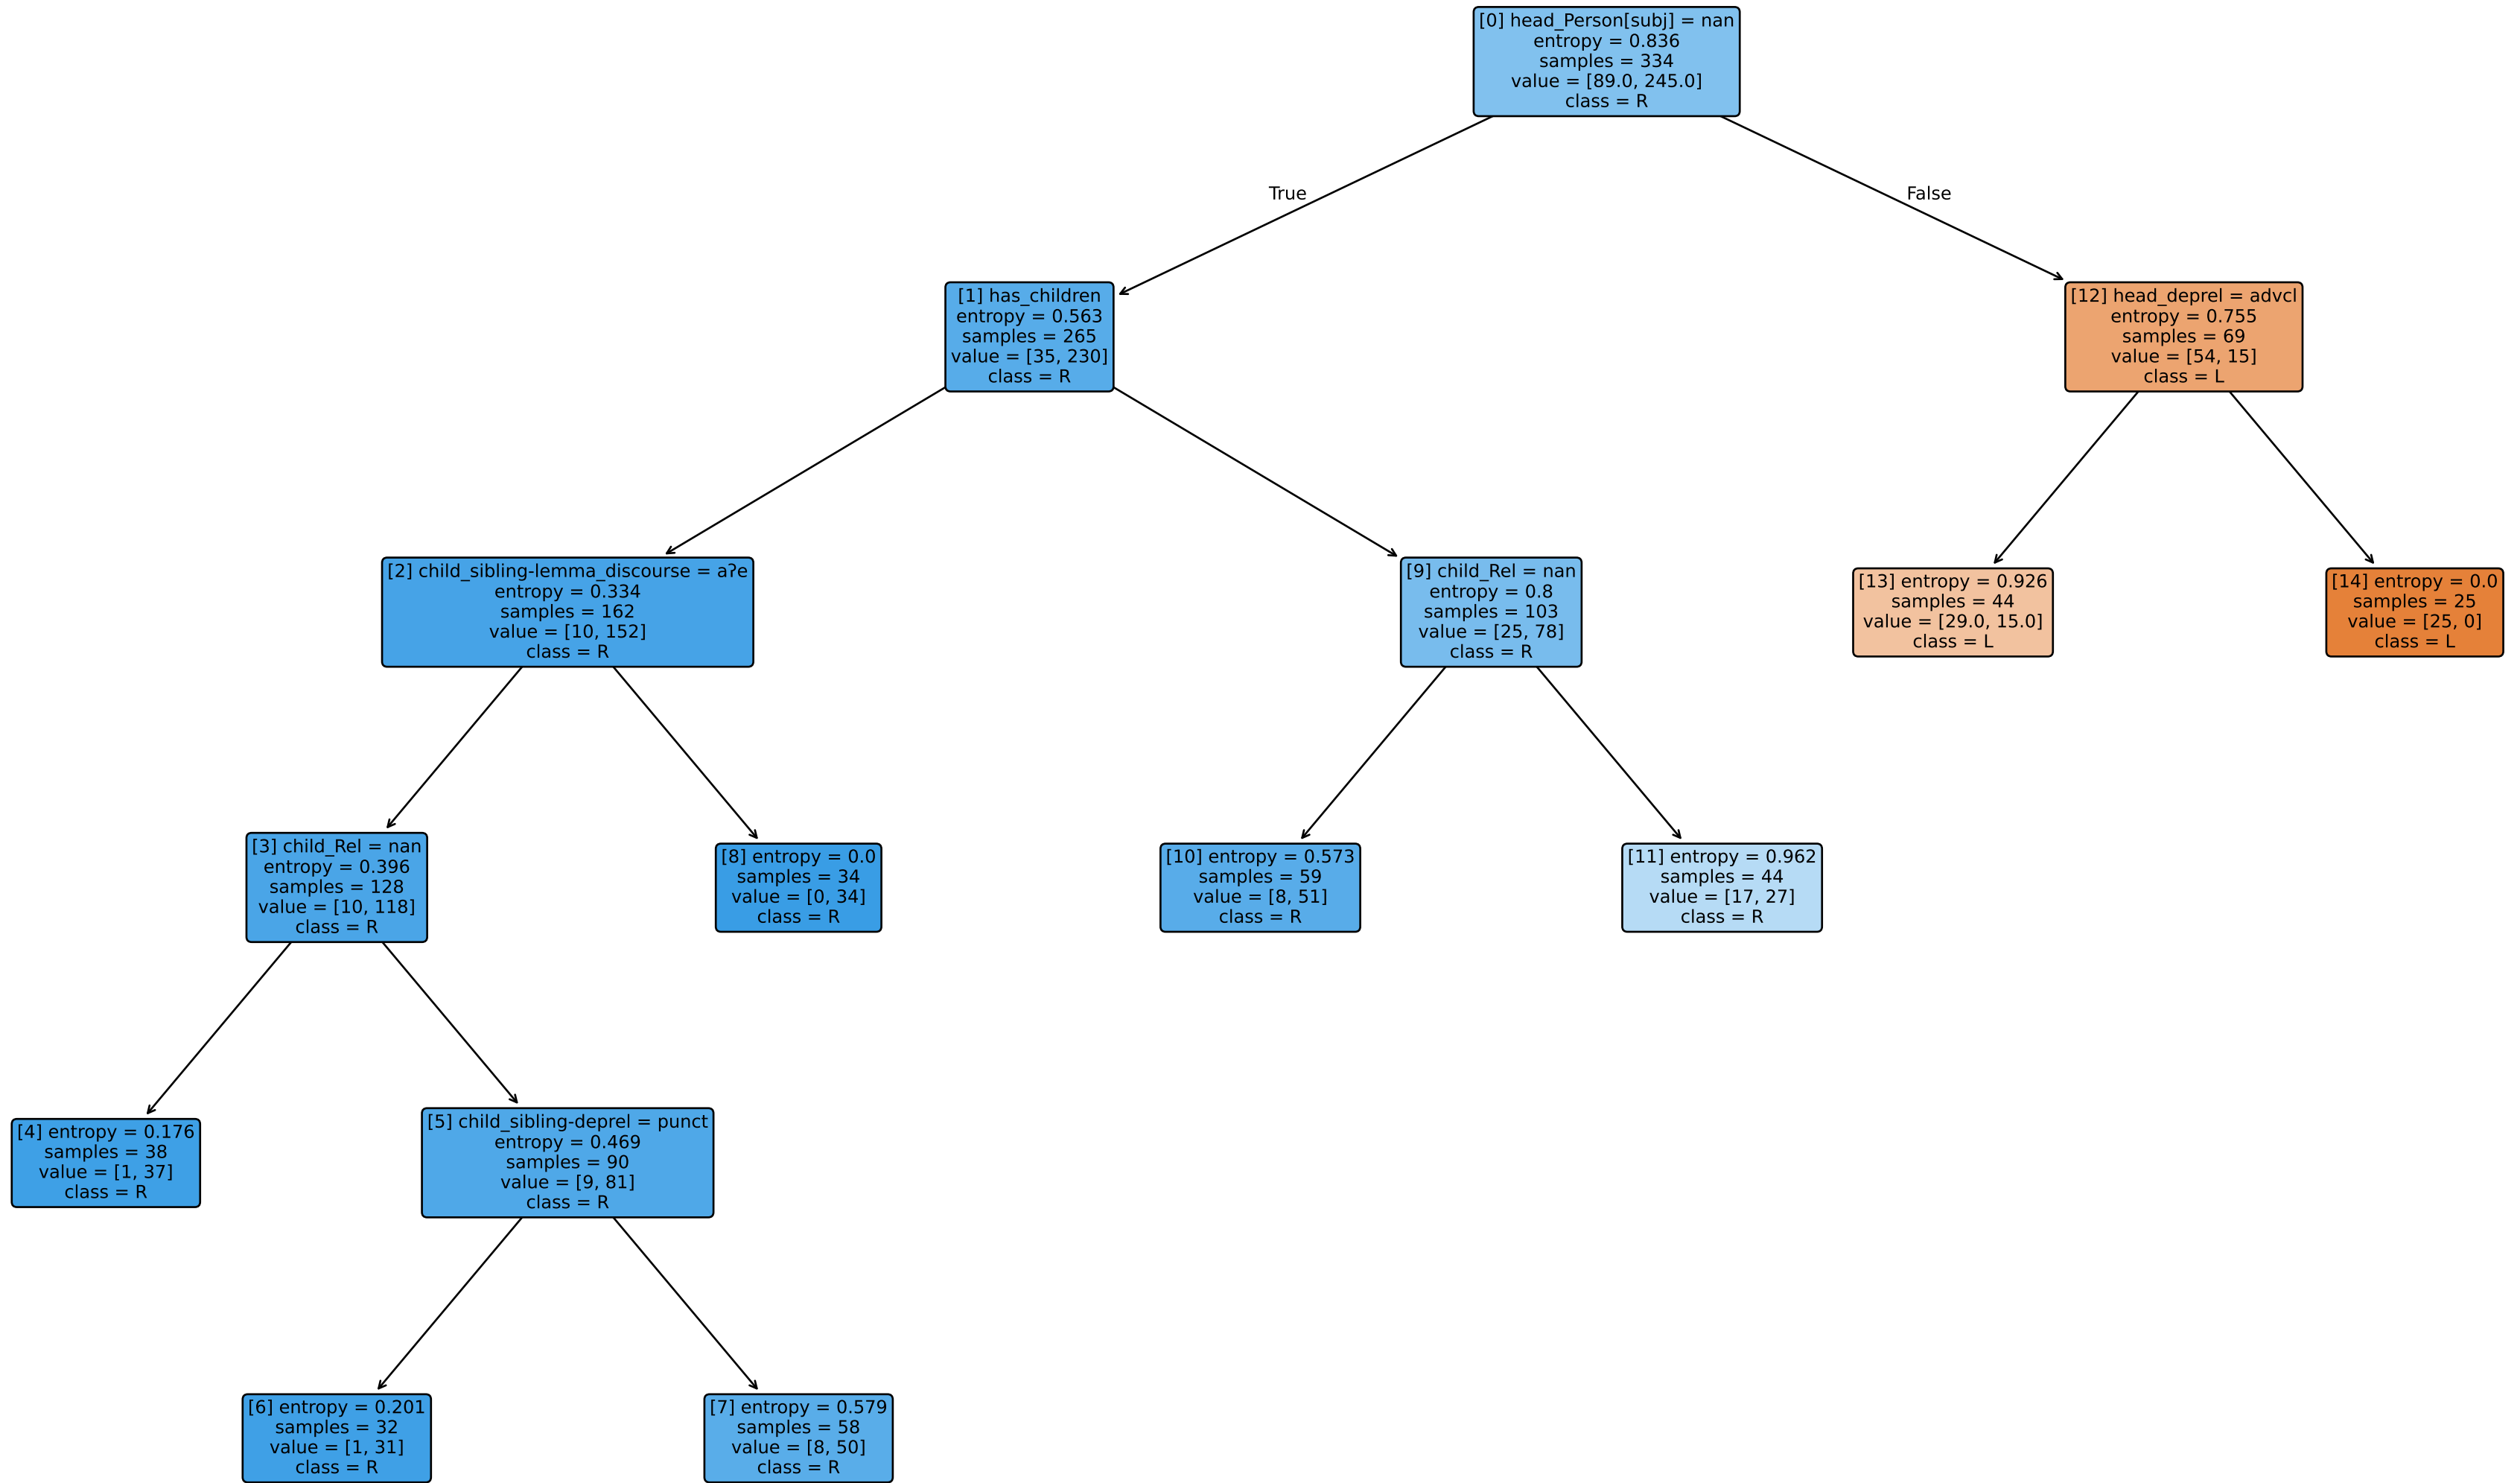 [0] head_Person[subj] = nan
entropy = 0.836
samples = 334
value = [89.0, 245.0]
class = R
True
False
[1] has_children
entropy = 0.563
samples = 265
value = [35, 230]
class = R
[12] head_deprel = advcl
entropy = 0.755
samples = 69
value = [54, 15]
class = L
[2] child_sibling-lemma_discourse = aʔe
entropy = 0.334
samples = 162
value = [10, 152]
class = R
[9] child_Rel = nan
entropy = 0.8
samples = 103
value = [25, 78]
class = R
[13] entropy = 0.926
samples = 44
value = [29.0, 15.0]
class = L
[14] entropy = 0.0
samples = 25
value = [25, 0]
class = L
[3] child_Rel = nan
entropy = 0.396
samples = 128
value = [10, 118]
class = R
[8] entropy = 0.0
samples = 34
value = [0, 34]
class = R
[10] entropy = 0.573
samples = 59
value = [8, 51]
class = R
[11] entropy = 0.962
samples = 44
value = [17, 27]
class = R
[4] entropy = 0.176
samples = 38
value = [1, 37]
class = R
[5] child_sibling-deprel = punct
entropy = 0.469
samples = 90
value = [9, 81]
class = R
[6] entropy = 0.201
samples = 32
value = [1, 31]
class = R
[7] entropy = 0.579
samples = 58
value = [8, 50]
class = R